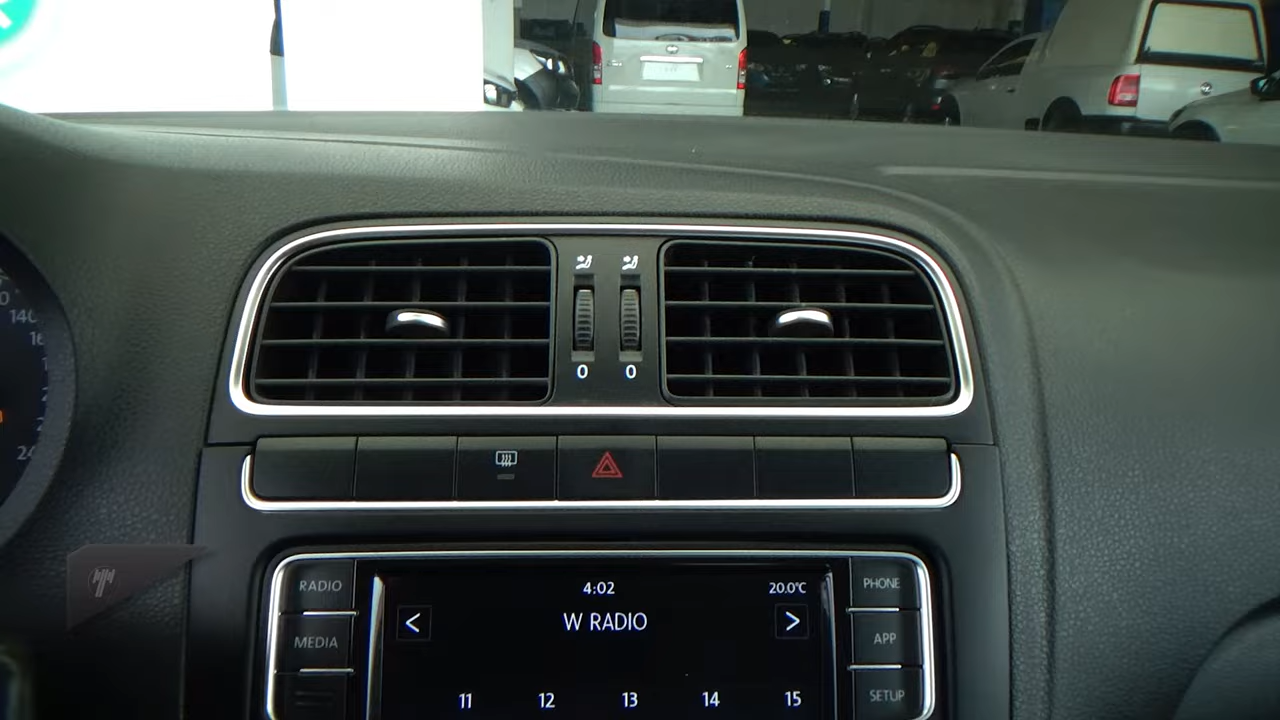 140
0 0
RADIO
MEDIA
4:02
20.0°C
W RADIO
<
>
11 12 13 14 15
PHONE
APP
SETUP